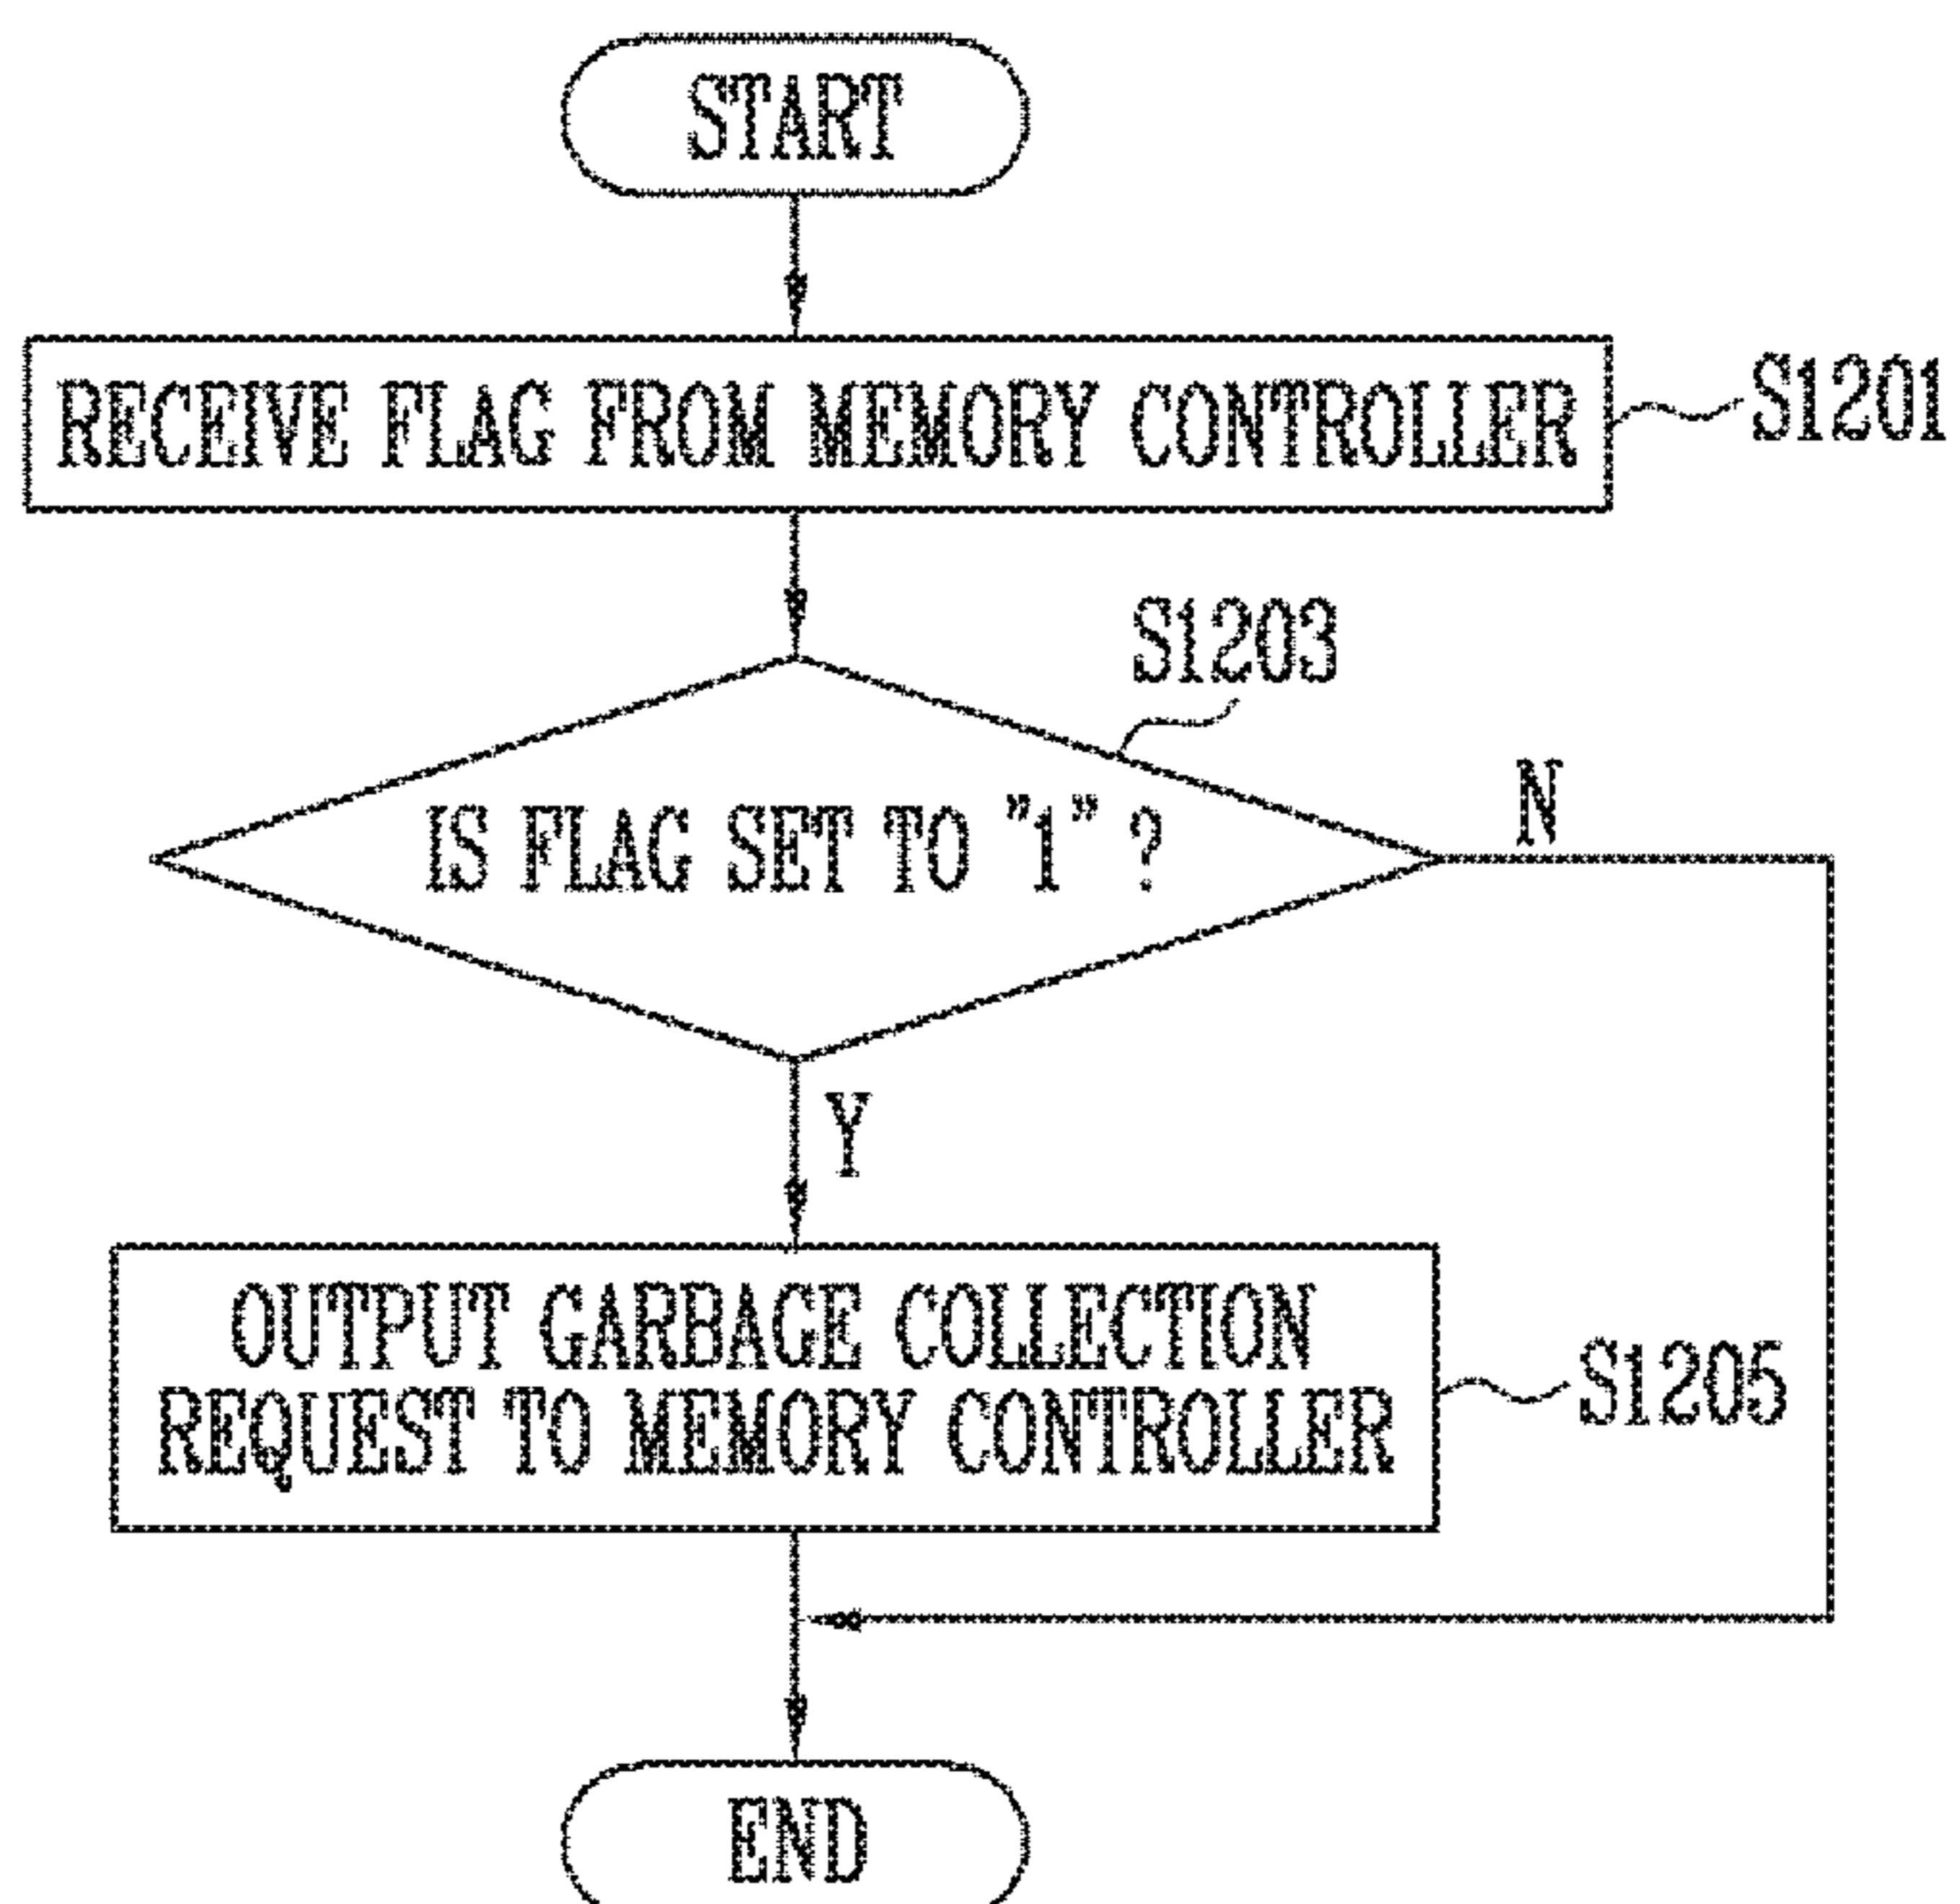 START
RECEIVE FLAG FROM MEMORY CONTROLLER
S1201
S1203
IS FLAG SET TO "1" ?
N
Y
OUTPUT GARBAGE COLLECTION
REQUEST TO MEMORY CONTROLLER
S1205
END